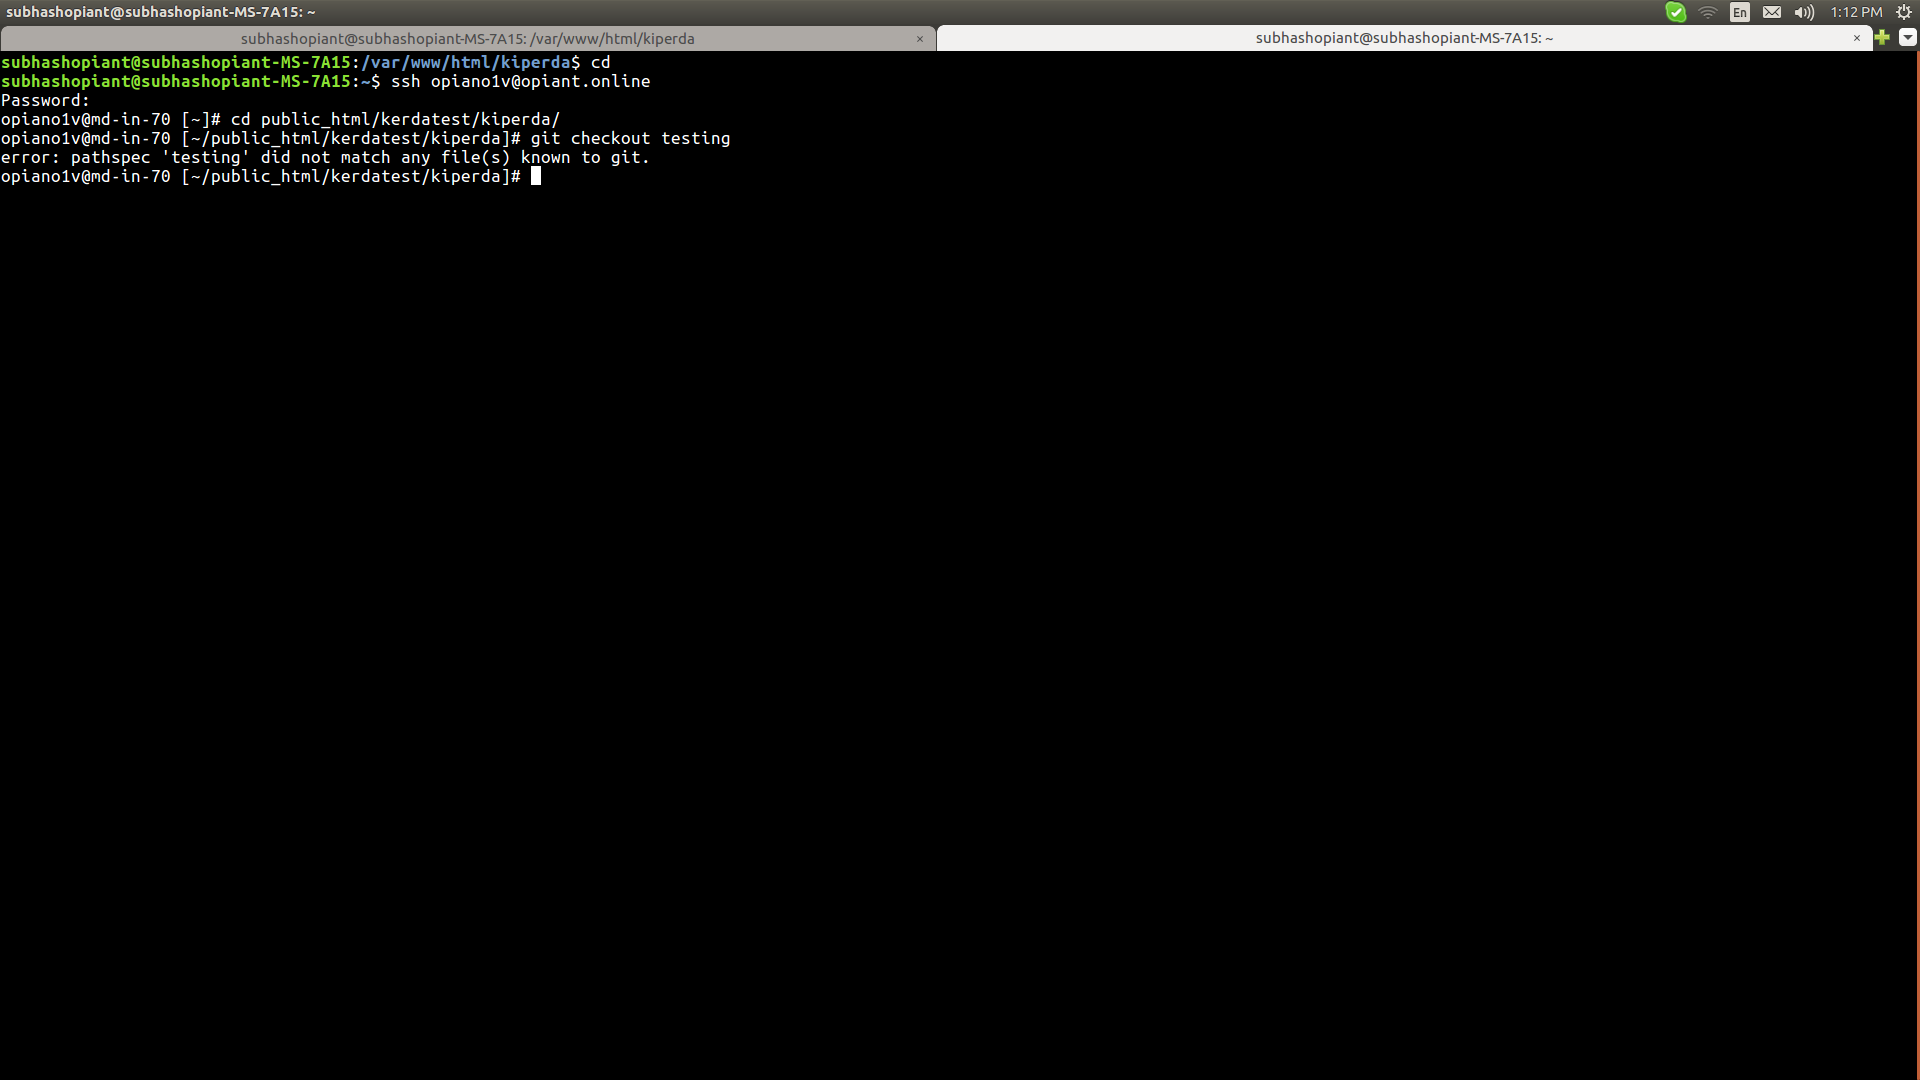 subhashopiant@subhashopiant-MS-7A15: ~
En
1:12 PM
subhashopiant@subhashopiant-MS-7A15: /var/www/html/kiperda ×
subhashopiant@subhashopiant-MS-7A15: ~ ×
subhashopiant@subhashopiant-MS-7A15:/var/www/html/kiperda$ cd
subhashopiant@subhashopiant-MS-7A15:~$ ssh opiano1v@opiant.online
Password:
opiano1v@md-in-70 [~]# cd public_html/kerdatest/kiperda/
opiano1v@md-in-70 [~/public_html/kerdatest/kiperda]# git checkout testing
error: pathspec 'testing' did not match any file(s) known to git.
opiano1v@md-in-70 [~/public_html/kerdatest/kiperda]#